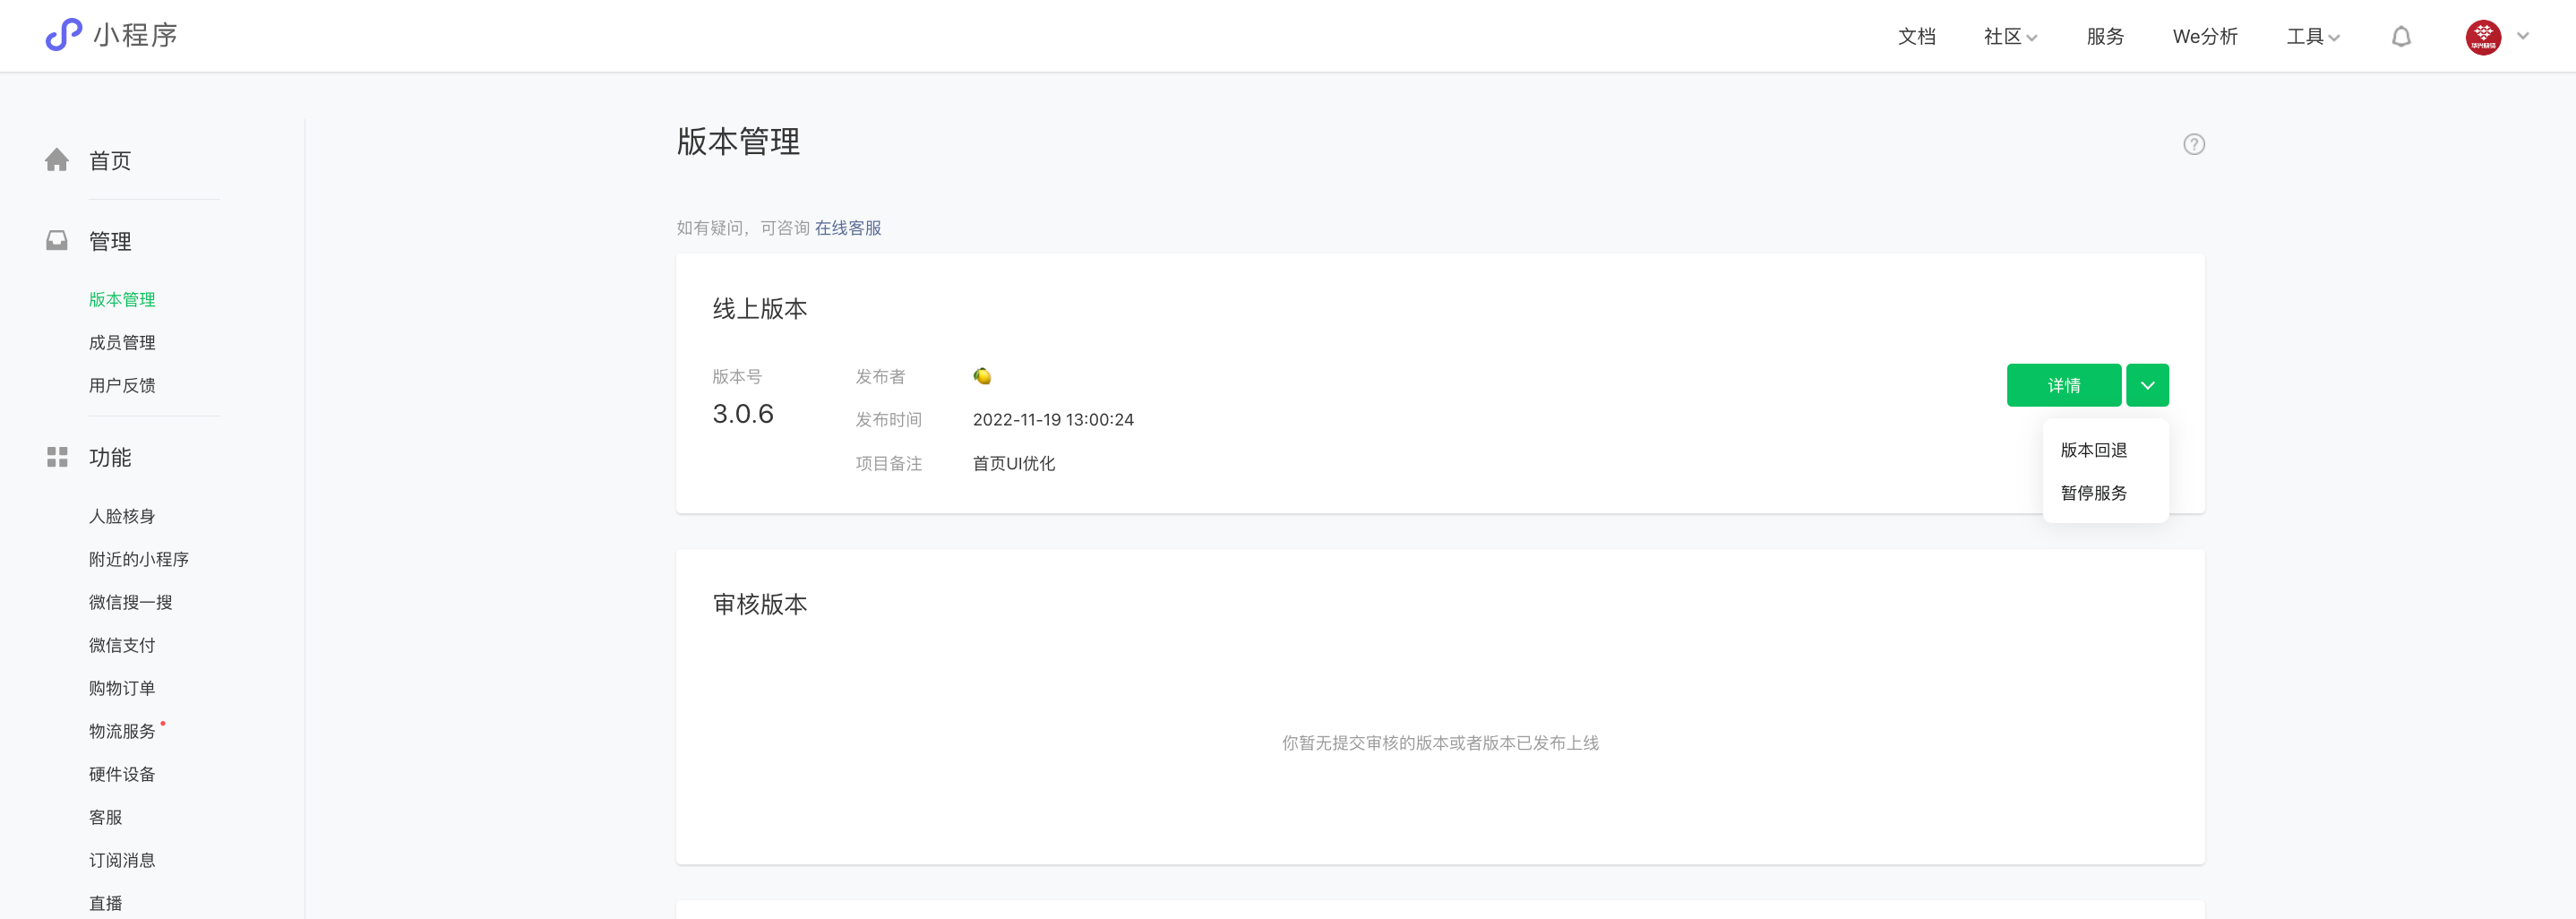 小程序
文档
社区
服务
We分析
工具
首页
管理
版本管理
成员管理
用户反馈
功能
人脸核身
附近的小程序
微信搜一搜
微信支付
购物订单
物流服务
硬件设备
客服
订阅消息
直播
版本管理
如有疑问，可咨询 在线客服
线上版本
版本号
3.0.6
发布者 🍋
发布时间 2022-11-19 13:00:24
项目备注 首页UI优化
详情
版本回退
暂停服务
审核版本
你暂无提交审核的版本或者版本已发布上线